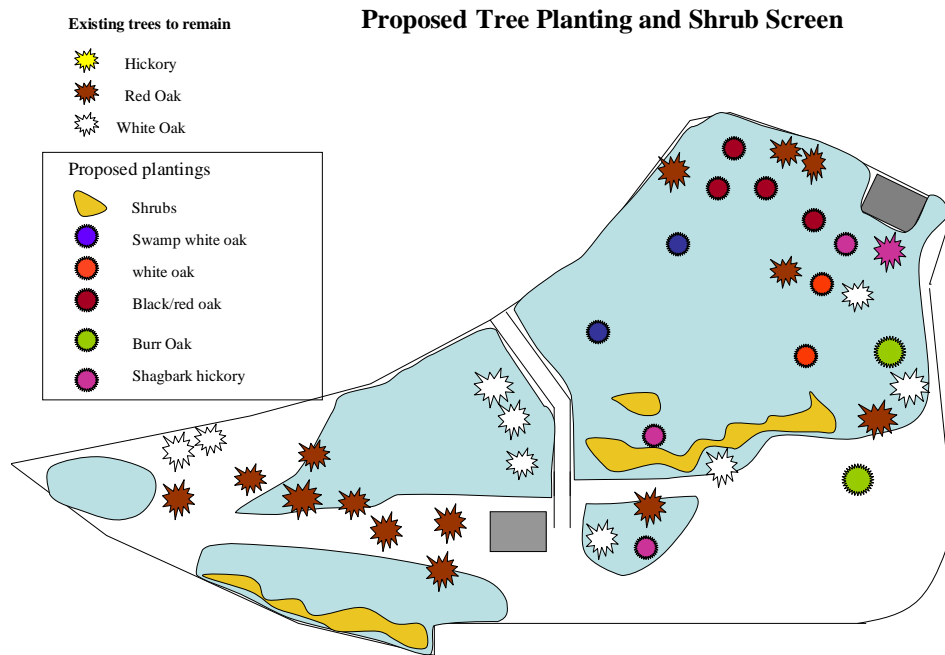 Proposed Tree Planting and Shrub Screen
Existing trees to remain
Hickory
Red Oak
White Oak
Proposed plantings
Shrubs
Swamp white oak
white oak
Black/red oak
Burr Oak
Shagbark hickory